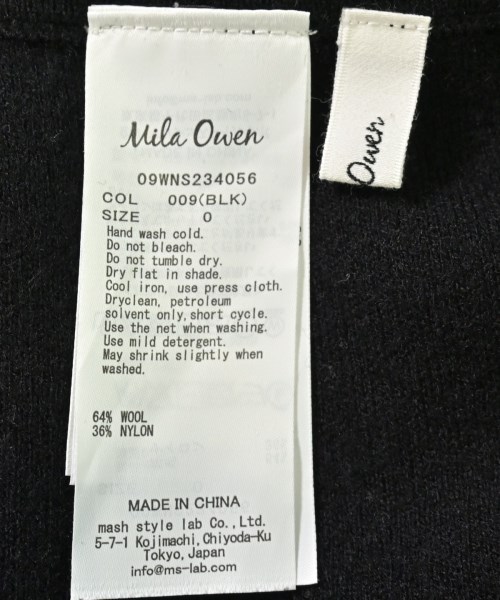 Mila Owen
09WNS234056
COL 009(BLK)
SIZE 0
Hand wash cold.
Do not bleach.
Do not tumble dry.
Dry flat in shade.
Cool iron, use press cloth.
Dryclean, petroleum
solvent only, short cycle.
Use the net when washing.
Use mild detergent.
May shrink slightly when
washed.
64% WOOL
36% NYLON
MADE IN CHINA
mash style lab Co.,Ltd.
5-7-1 Kojimachi,Chiyoda-Ku
Tokyo,Japan
info@ms-lab.com
Owen